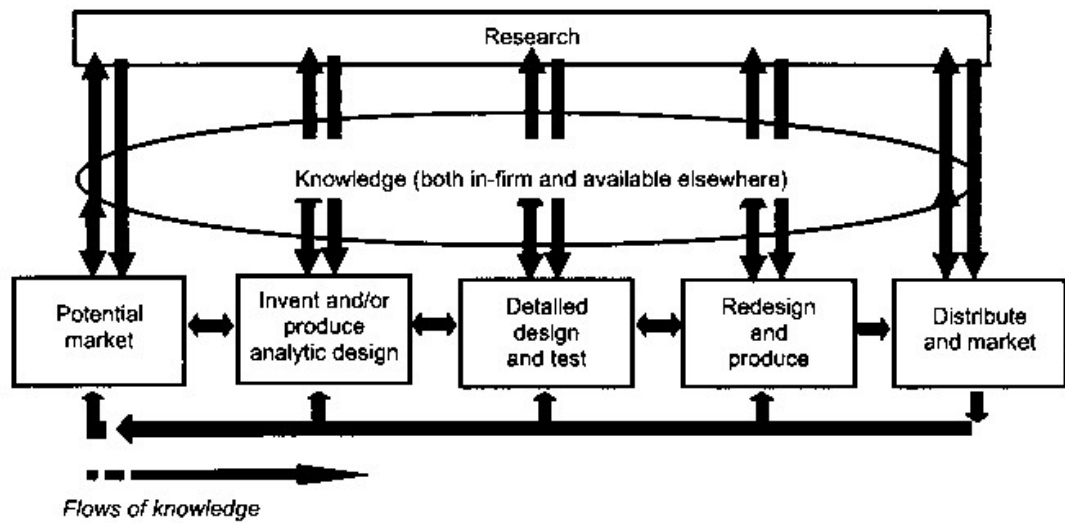 Research
Knowledge (both in-firm and available elsewhere)
Potential
market
Invent and/or
produce
analytic design
Detailed
design
and test
Redesign
and
produce
Distribute
and market
Flows of knowledge